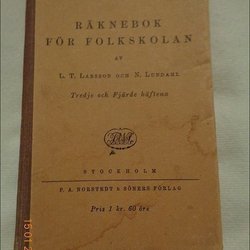 RÄKNEBOK
FÖR FOLKSKOLAN
AV
L. T. LARSSON OCH N. LUNDAHL
Tredje och Fjärde häftena
STOCKHOLM
P. A. NORSTEDT & SÖNERS FÖRLAG
Pris 1 kr. 60 öre